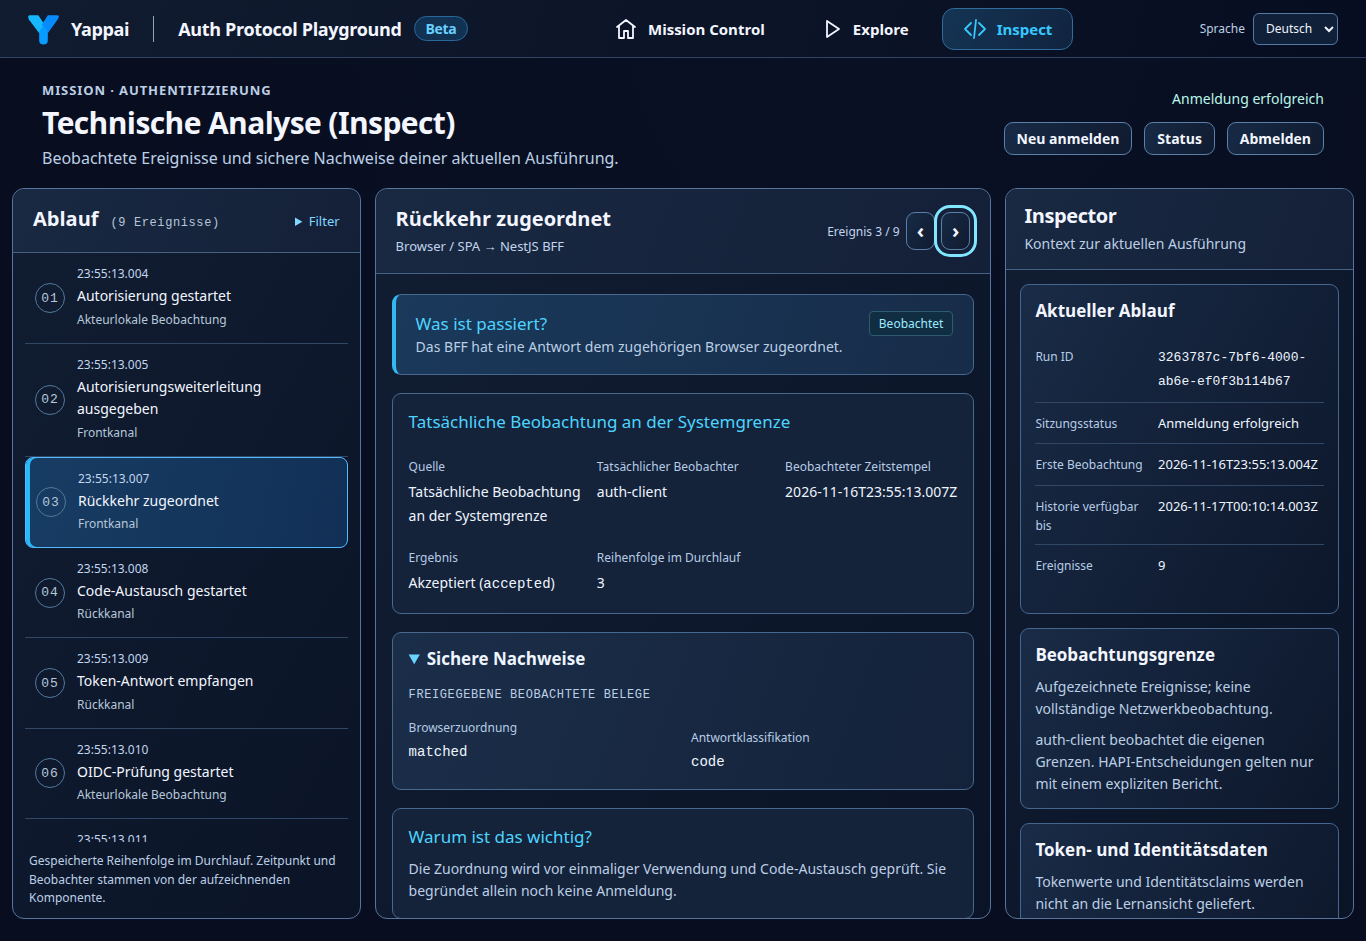 Yappai
Auth Protocol Playground
Beta
Mission Control
Explore
Inspect
Sprache
Deutsch
MISSION · AUTHENTIFIZIERUNG
Technische Analyse (Inspect)
Beobachtete Ereignisse und sichere Nachweise deiner aktuellen Ausführung.
Anmeldung erfolgreich
Neu anmelden
Status
Abmelden
Ablauf (9 Ereignisse)
Filter
23:55:13.004
01
Autorisierung gestartet
Akteurlokale Beobachtung
23:55:13.005
02
Autorisierungsweiterleitung
ausgegeben
Frontkanal
23:55:13.007
03
Rückkehr zugeordnet
Frontkanal
23:55:13.008
04
Code-Austausch gestartet
Rückkanal
23:55:13.009
05
Token-Antwort empfangen
Rückkanal
23:55:13.010
06
OIDC-Prüfung gestartet
Akteurlokale Beobachtung
23:55:13.011
Gespeicherte Reihenfolge im Durchlauf. Zeitpunkt und
Beobachter stammen von der aufzeichnenden
Komponente.
Rückkehr zugeordnet
Browser / SPA → NestJS BFF
Ereignis 3 / 9
‹
›
Was ist passiert?
Beobachtet
Das BFF hat eine Antwort dem zugehörigen Browser zugeordnet.
Tatsächliche Beobachtung an der Systemgrenze
Quelle
Tatsächliche Beobachtung
an der Systemgrenze
Tatsächlicher Beobachter
auth-client
Beobachteter Zeitstempel
2026-11-16T23:55:13.007Z
Ergebnis
Akzeptiert (accepted)
Reihenfolge im Durchlauf
3
Sichere Nachweise
FREIGEGEBENE BEOBACHTETE BELEGE
Browserzuordnung
matched
Antwortklassifikation
code
Warum ist das wichtig?
Die Zuordnung wird vor einmaliger Verwendung und Code-Austausch geprüft. Sie
begründet allein noch keine Anmeldung.
Inspector
Kontext zur aktuellen Ausführung
Aktueller Ablauf
Run ID
3263787c-7bf6-4000-
ab6e-ef0f3b114b67
Sitzungsstatus
Anmeldung erfolgreich
Erste Beobachtung
2026-11-16T23:55:13.004Z
Historie verfügbar
bis
2026-11-17T00:10:14.003Z
Ereignisse
9
Beobachtungsgrenze
Aufgezeichnete Ereignisse; keine
vollständige Netzwerkbeobachtung.
auth-client beobachtet die eigenen
Grenzen. HAPI-Entscheidungen gelten nur
mit einem expliziten Bericht.
Token- und Identitätsdaten
Tokenwerte und Identitätsclaims werden
nicht an die Lernansicht geliefert.